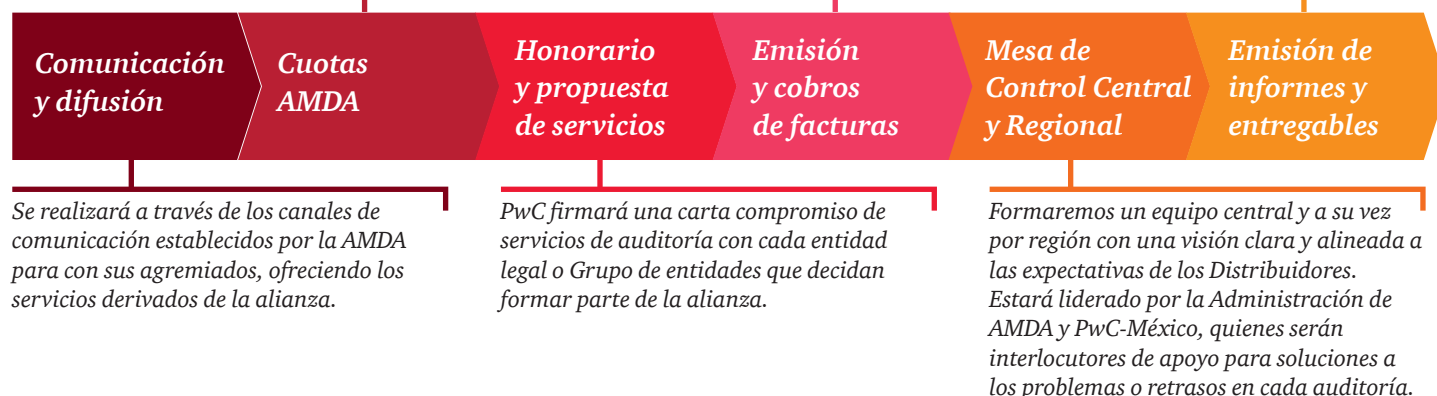 Comunicación
y difusión
Cuotas
AMDA
Honorario
y propuesta
de servicios
Emisión
y cobros
de facturas
Mesa de
Control Central
y Regional
Emisión de
informes y
entregables
Se realizará a través de los canales de
comunicación establecidos por la AMDA
para con sus agremiados, ofreciendo los
servicios derivados de la alianza.
PwC firmará una carta compromiso de
servicios de auditoría con cada entidad
legal o Grupo de entidades que decidan
formar parte de la alianza.
Formaremos un equipo central y a su vez
por región con una visión clara y alineada a
las expectativas de los Distribuidores.
Estará liderado por la Administración de
AMDA y PwC-México, quienes serán
interlocutores de apoyo para soluciones a
los problemas o retrasos en cada auditoría.